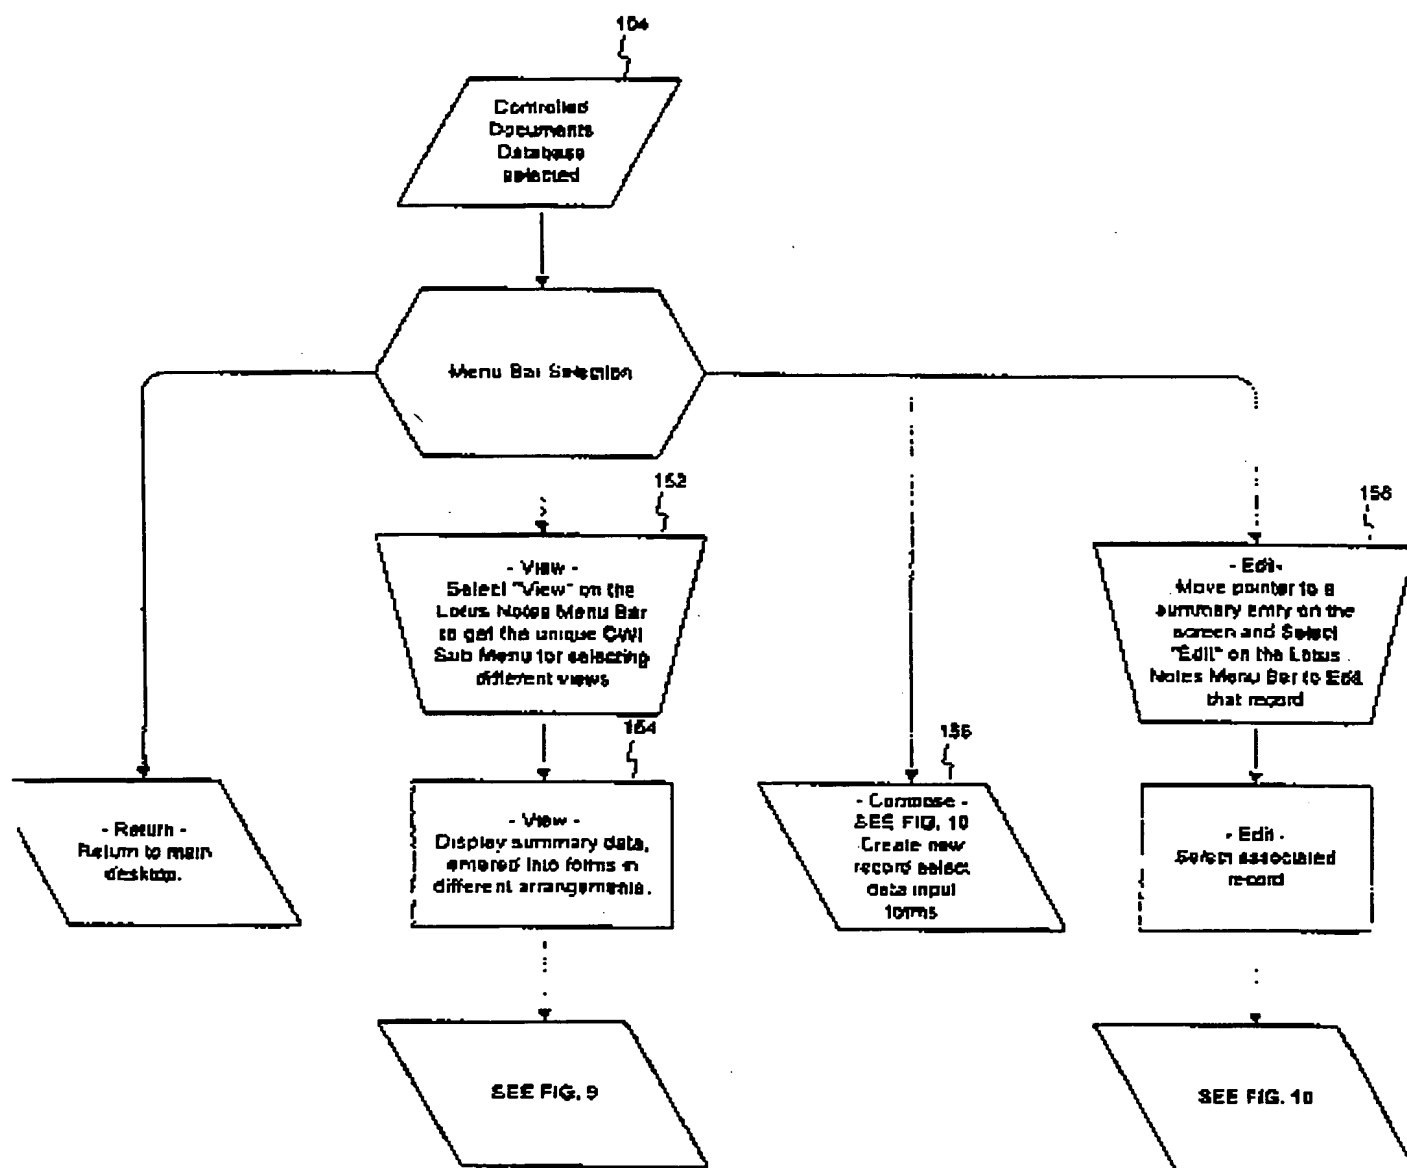 104
Controlled
Documents
Database
selected
Menu Bar Selection
152
- View -
Select "View" on the
Lotus Notes Menu Bar
to get the unique CWI
Sub Menu for selecting
different views
158
- Edit -
Move pointer to a
summary entry on the
screen and Select
"Edit" on the Lotus
Notes Menu Bar to Edit
that record
- Return -
Return to main
desktop.
154
- View -
Display summary data,
entered into forms in
different arrangements.
156
- Compose -
SEE FIG. 10
Create new
record select
data input
forms
- Edit -
Select associated
record
SEE FIG. 9
SEE FIG. 10